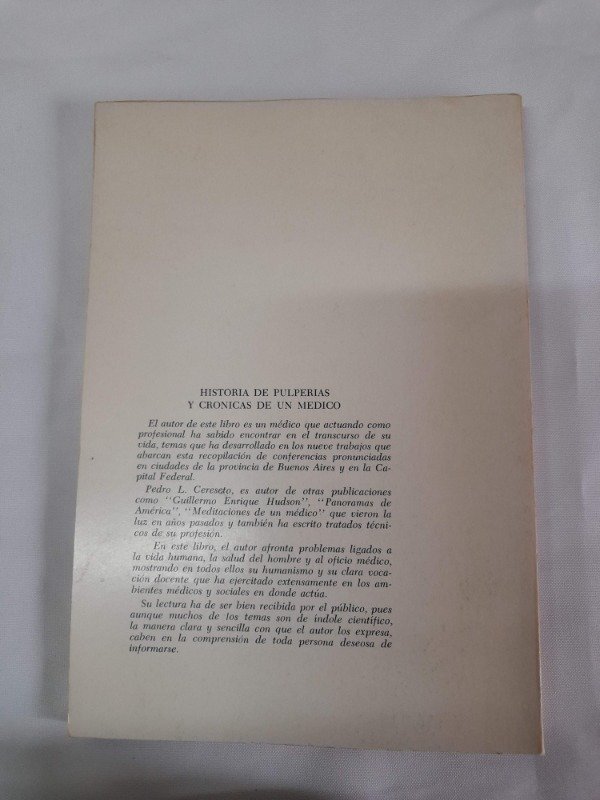 HISTORIA DE PULPERIAS
Y CRONICAS DE UN MEDICO
El autor de este libro es un médico que actuando como
profesional ha sabido encontrar en el transcurso de su
vida, temas que ha desarrollado en los nueve trabajos que
abarcan esta recopilación de conferencias pronunciadas
en ciudades de la provincia de Buenos Aires y en la Ca-
pital Federal.
Pedro L. Cereseto, es autor de otras publicaciones
como "Guillermo Enrique Hudson", "Panoramas de
América", "Meditaciones de un médico" que vieron la
luz en años pasados y también ha escrito tratados técni-
cos de su profesión.
En este libro, el autor afronta problemas ligados a
la vida humana, la salud del hombre y al oficio médico,
mostrando en todos ellos su humanismo y su clara voca-
ción docente que ha ejercitado extensamente en los am-
bientes médicos y sociales en donde actúa.
Su lectura ha de ser bien recibida por el público, pues
aunque muchos de los temas son de índole científico,
la manera clara y sencilla con que el autor los expresa,
caben en la comprensión de toda persona deseosa de
informarse.